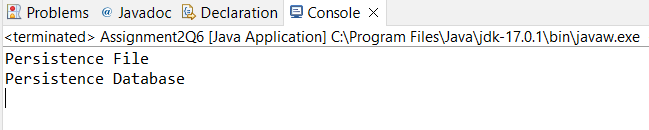 Problems @ Javadoc Declaration Console
<terminated> Assignment2Q6 [Java Application] C:\Program Files\Java\jdk-17.0.1\bin\javaw.exe
Persistence File
Persistence Database